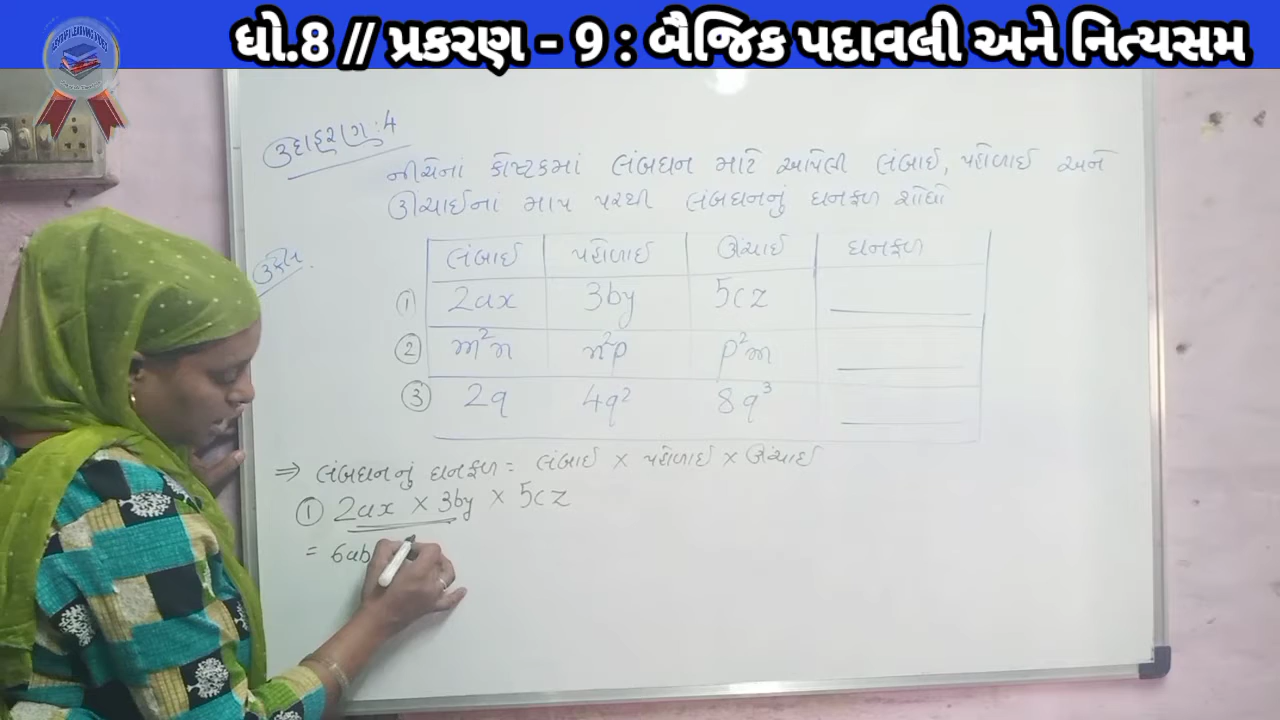 ધો.8 // પ્રકરણ - 9 : બૈજિક પદાવલી અને નિત્યસમ
ઉદાહરણ : 4
નીચેનાં કોષ્ટકમાં લંબઘન માટે આપેલી લંબાઈ, પહોળાઈ અને
ઊંચાઈનાં માપ પરથી લંબઘનનું ઘનફળ શોધો
ઉકેલ.
લંબાઈ પહોળાઈ ઊંચાઈ ઘનફળ
① 2ax 3by 5cz
② m²n n²p p²m
③ 2q 4q² 8q³
⇒ લંબઘનનું ઘનફળ = લંબાઈ × પહોળાઈ × ઊંચાઈ
① 2ax × 3by × 5cz
= 6ab